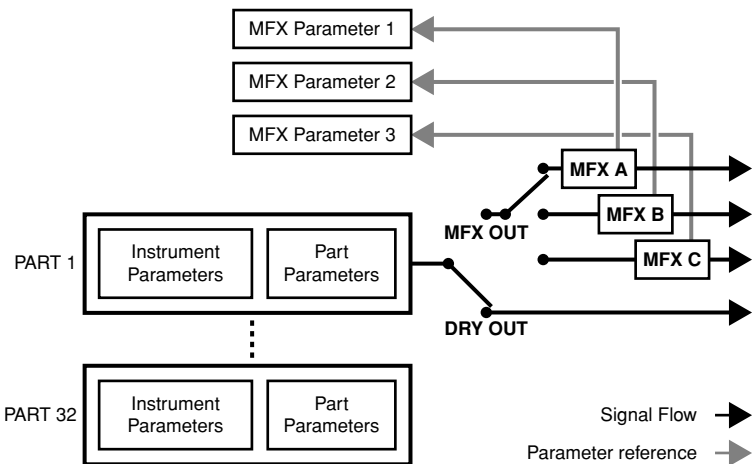 MFX Parameter 1
MFX Parameter 2
MFX Parameter 3
MFX A
MFX B
MFX OUT
MFX C
PART 1
Instrument
Parameters
Part
Parameters
DRY OUT
PART 32
Instrument
Parameters
Part
Parameters
Signal Flow
Parameter reference